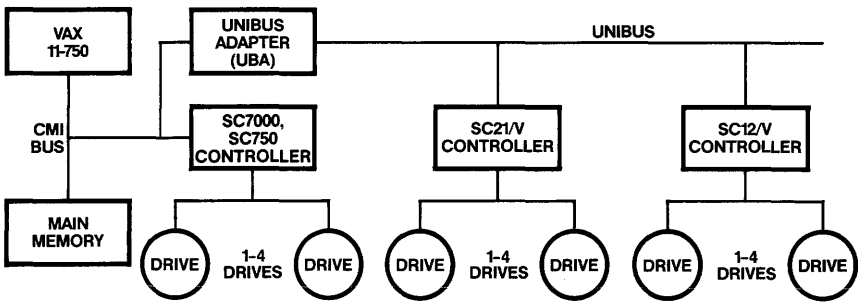 VAX
11-750
UNIBUS
ADAPTER
(UBA)
UNIBUS
CMI
BUS
SC7000,
SC750
CONTROLLER
SC21/V
CONTROLLER
SC12/V
CONTROLLER
MAIN
MEMORY
DRIVE
1-4
DRIVES
DRIVE
DRIVE
1-4
DRIVES
DRIVE
DRIVE
1-4
DRIVES
DRIVE